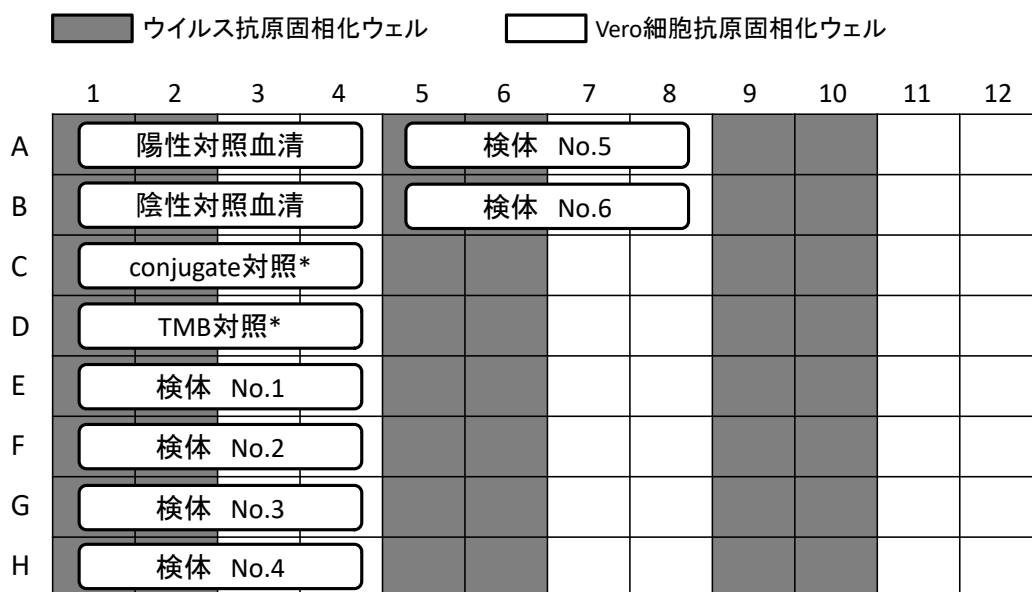 ウイルス抗原固相化ウェル Vero細胞抗原固相化ウェル
1 2 3 4 5 6 7 8 9 10 11 12
A 陽性対照血清 検体 No.5
B 陰性対照血清 検体 No.6
C conjugate対照*
D TMB対照*
E 検体 No.1
F 検体 No.2
G 検体 No.3
H 検体 No.4